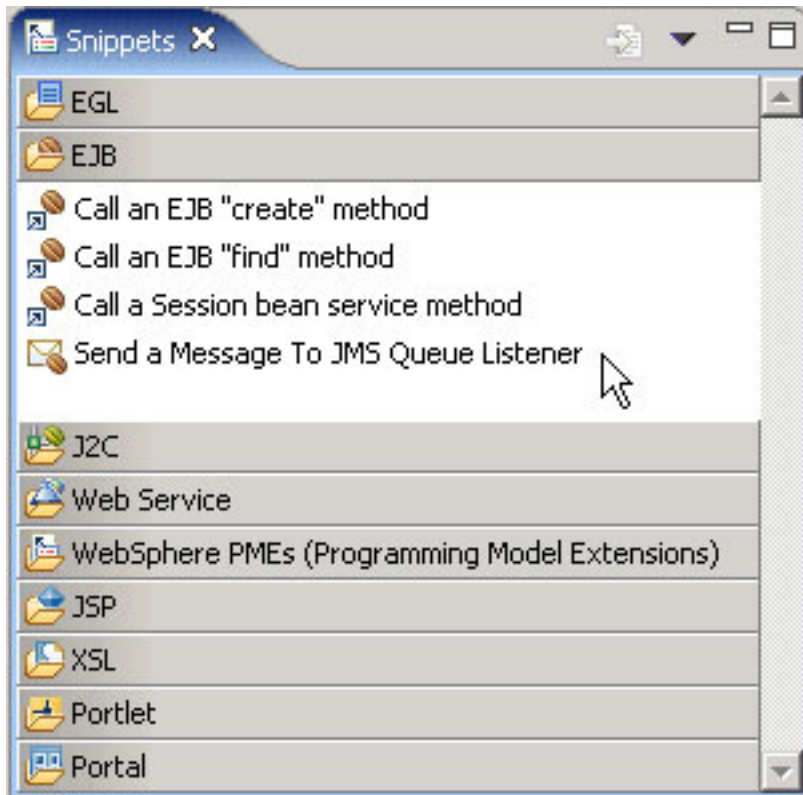 Snippets
EGL
EJB
Call an EJB "create" method
Call an EJB "find" method
Call a Session bean service method
Send a Message To JMS Queue Listener
J2C
Web Service
WebSphere PMEs (Programming Model Extensions)
JSP
XSL
Portlet
Portal